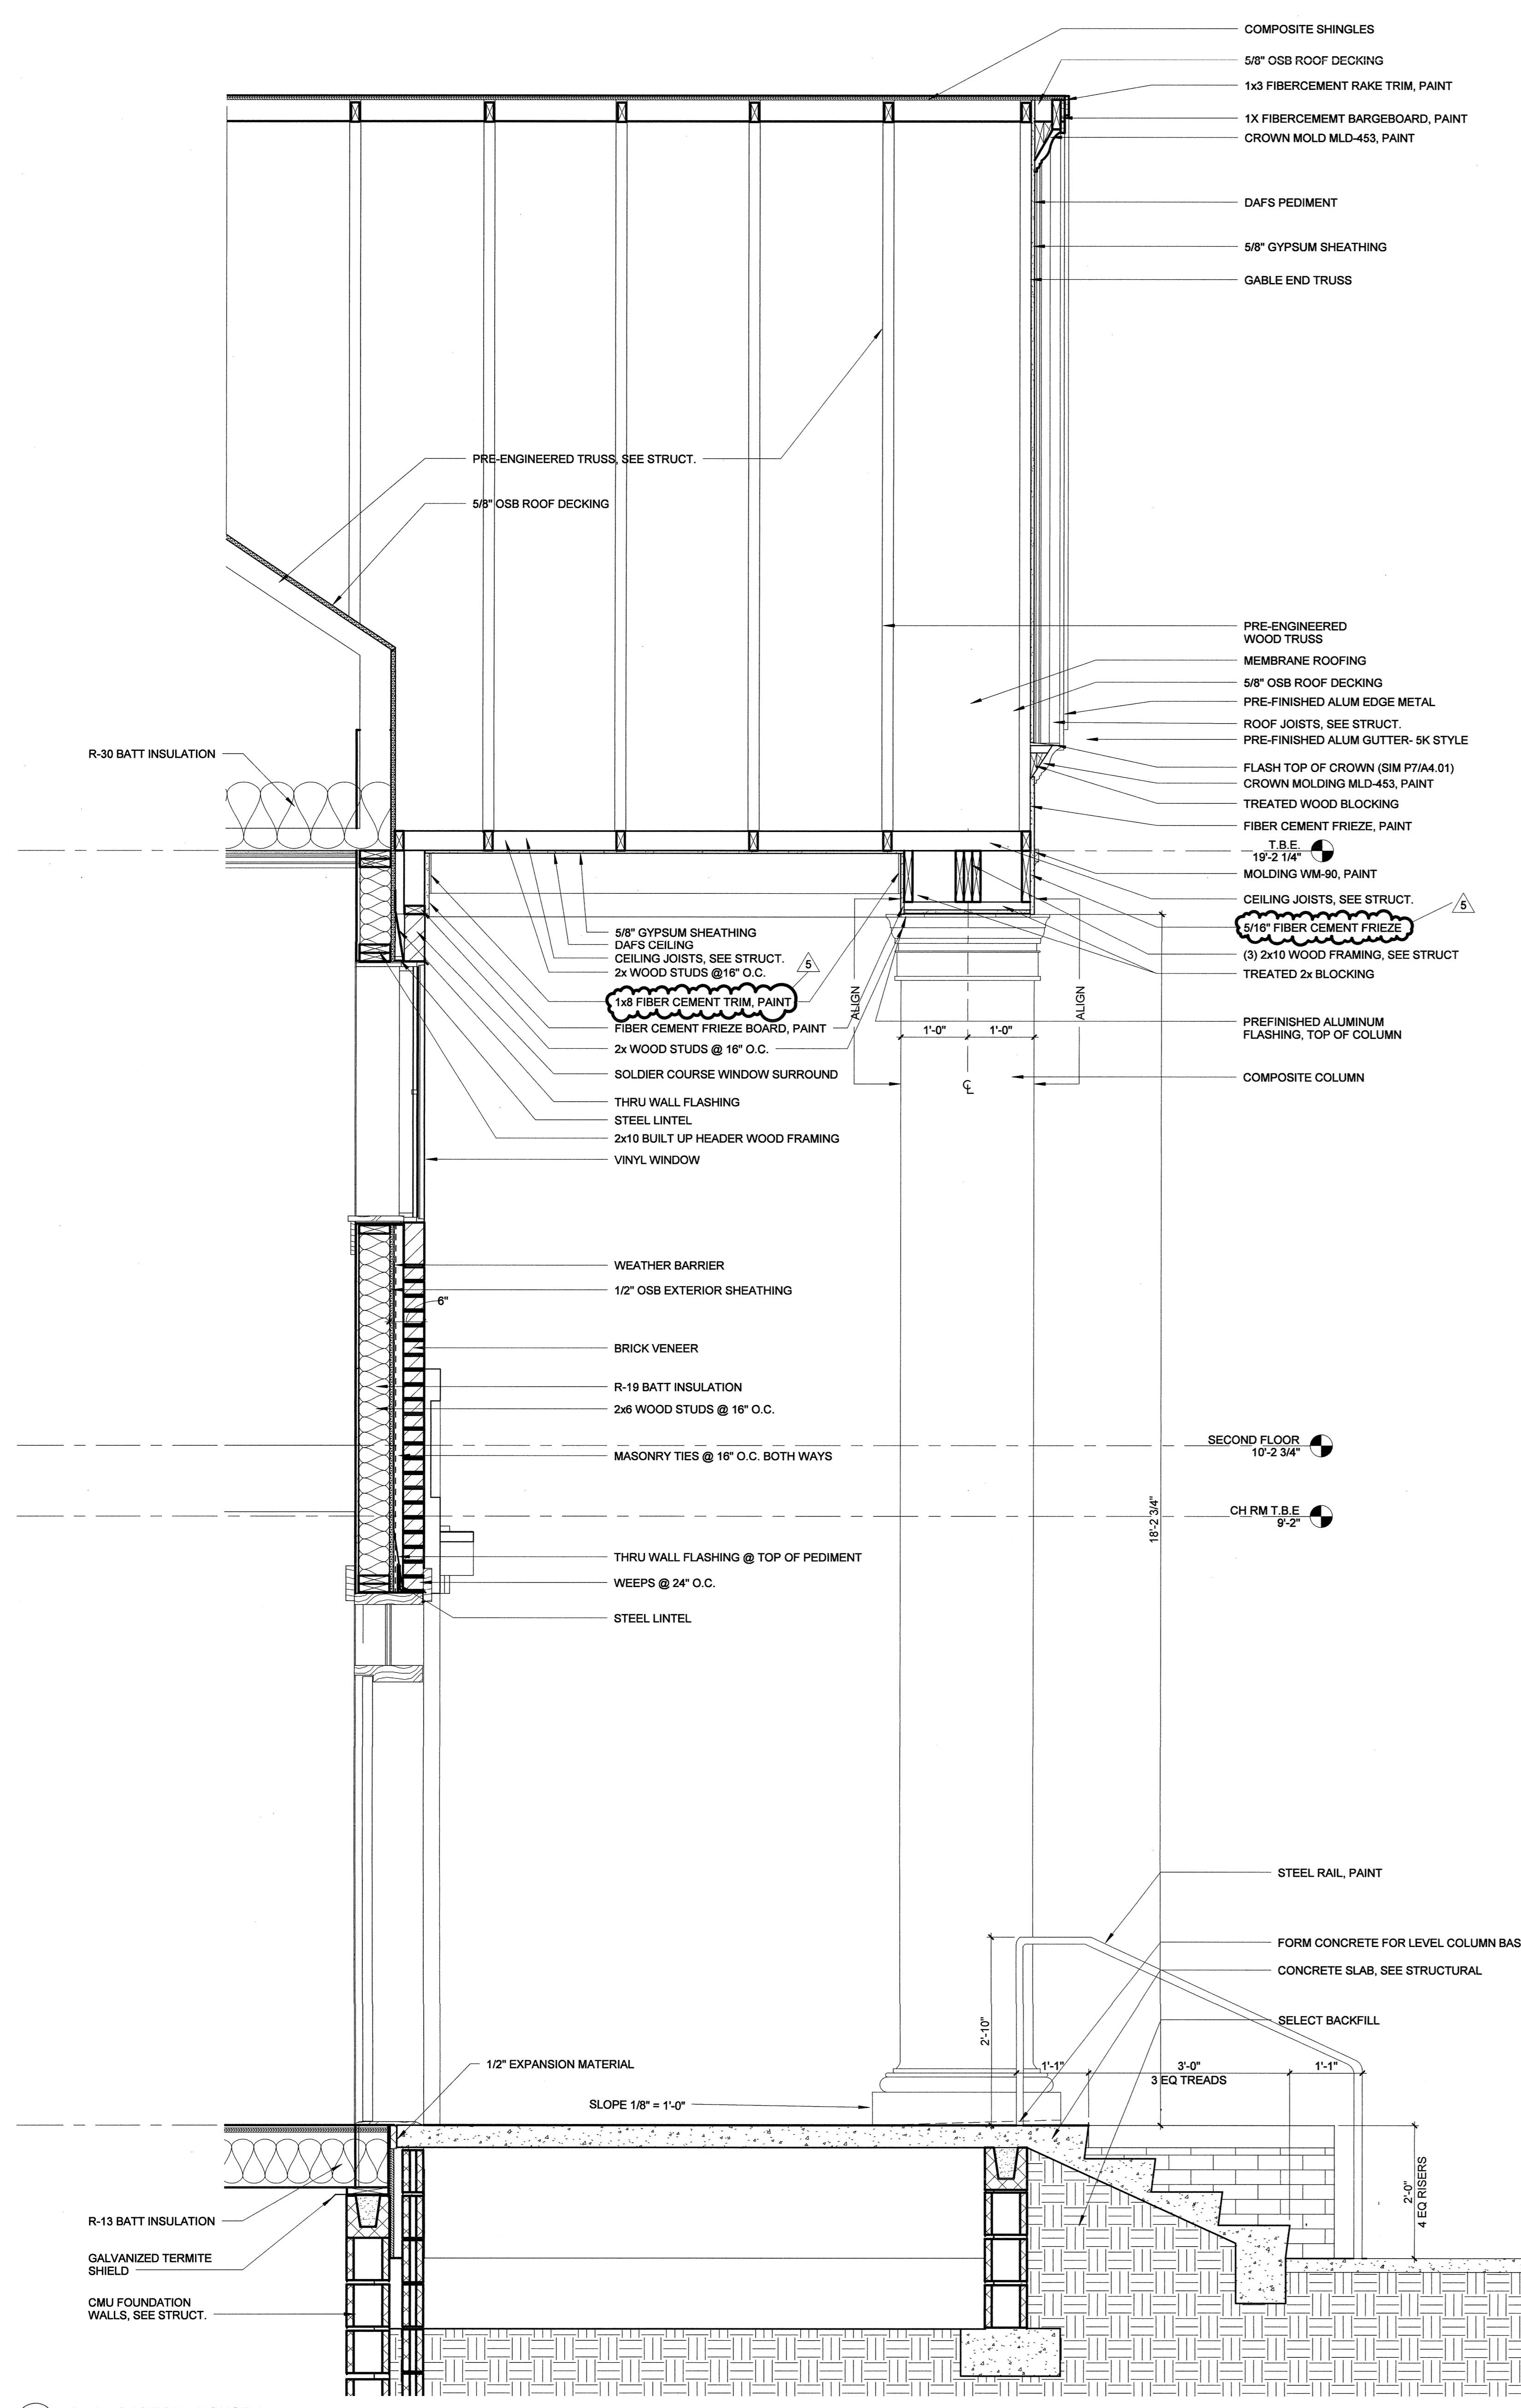 COMPOSITE SHINGLES
5/8" OSB ROOF DECKING
1x3 FIBERCEMENT RAKE TRIM, PAINT
1X FIBERCEMEMT BARGEBOARD, PAINT
CROWN MOLD MLD-453, PAINT
DAFS PEDIMENT
5/8" GYPSUM SHEATHING
GABLE END TRUSS
PRE-ENGINEERED TRUSS, SEE STRUCT.
5/8" OSB ROOF DECKING
PRE-ENGINEERED
WOOD TRUSS
MEMBRANE ROOFING
5/8" OSB ROOF DECKING
PRE-FINISHED ALUM EDGE METAL
ROOF JOISTS, SEE STRUCT.
PRE-FINISHED ALUM GUTTER- 5K STYLE
R-30 BATT INSULATION
FLASH TOP OF CROWN (SIM P7/A4.01)
CROWN MOLDING MLD-453, PAINT
TREATED WOOD BLOCKING
FIBER CEMENT FRIEZE, PAINT
T.B.E.
19'-2 1/4"
MOLDING WM-90, PAINT
CEILING JOISTS, SEE STRUCT.
5
5/16" FIBER CEMENT FRIEZE
(3) 2x10 WOOD FRAMING, SEE STRUCT
TREATED 2x BLOCKING
PREFINISHED ALUMINUM
FLASHING, TOP OF COLUMN
COMPOSITE COLUMN
5/8" GYPSUM SHEATHING
DAFS CEILING
CEILING JOISTS, SEE STRUCT.
2x WOOD STUDS @16" O.C.
5
1x8 FIBER CEMENT TRIM, PAINT
FIBER CEMENT FRIEZE BOARD, PAINT
2x WOOD STUDS @ 16" O.C.
SOLDIER COURSE WINDOW SURROUND
THRU WALL FLASHING
STEEL LINTEL
2x10 BUILT UP HEADER WOOD FRAMING
VINYL WINDOW
ALIGN
ALIGN
1'-0"
1'-0"
CL
WEATHER BARRIER
1/2" OSB EXTERIOR SHEATHING
6"
BRICK VENEER
R-19 BATT INSULATION
2x6 WOOD STUDS @ 16" O.C.
MASONRY TIES @ 16" O.C. BOTH WAYS
SECOND FLOOR
10'-2 3/4"
CH RM T.B.E
9'-2"
18'-2 3/4"
THRU WALL FLASHING @ TOP OF PEDIMENT
WEEPS @ 24" O.C.
STEEL LINTEL
STEEL RAIL, PAINT
FORM CONCRETE FOR LEVEL COLUMN BAS
CONCRETE SLAB, SEE STRUCTURAL
SELECT BACKFILL
2'-10"
1'-1"
3'-0"
3 EQ TREADS
1'-1"
1/2" EXPANSION MATERIAL
SLOPE 1/8" = 1'-0"
2'-0"
4 EQ RISERS
R-13 BATT INSULATION
GALVANIZED TERMITE
SHIELD
CMU FOUNDATION
WALLS, SEE STRUCT.